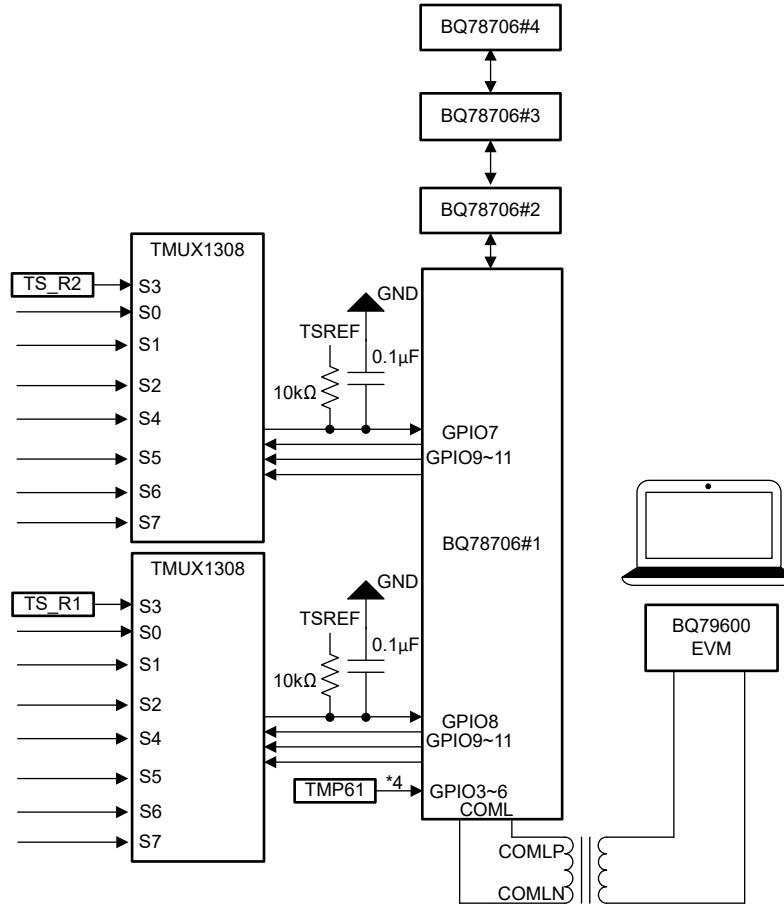 BQ78706#4
BQ78706#3
BQ78706#2
TMUX1308
TS_R2
S3
S0
S1
S2
S4
S5
S6
S7
GND
TSREF
0.1µF
10kΩ
GPIO7
GPIO9~11
BQ78706#1
TMUX1308
TS_R1
S3
S0
S1
S2
S4
S5
S6
S7
GND
TSREF
0.1µF
10kΩ
GPIO8
GPIO9~11
TMP61
*4
GPIO3~6
COML
COMLP
COMLN
BQ79600
EVM